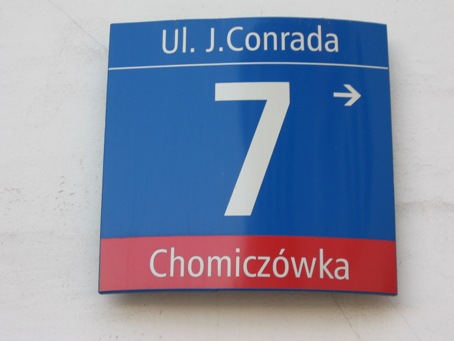 Ul. J.Conrada
7 →
Chomiczówka